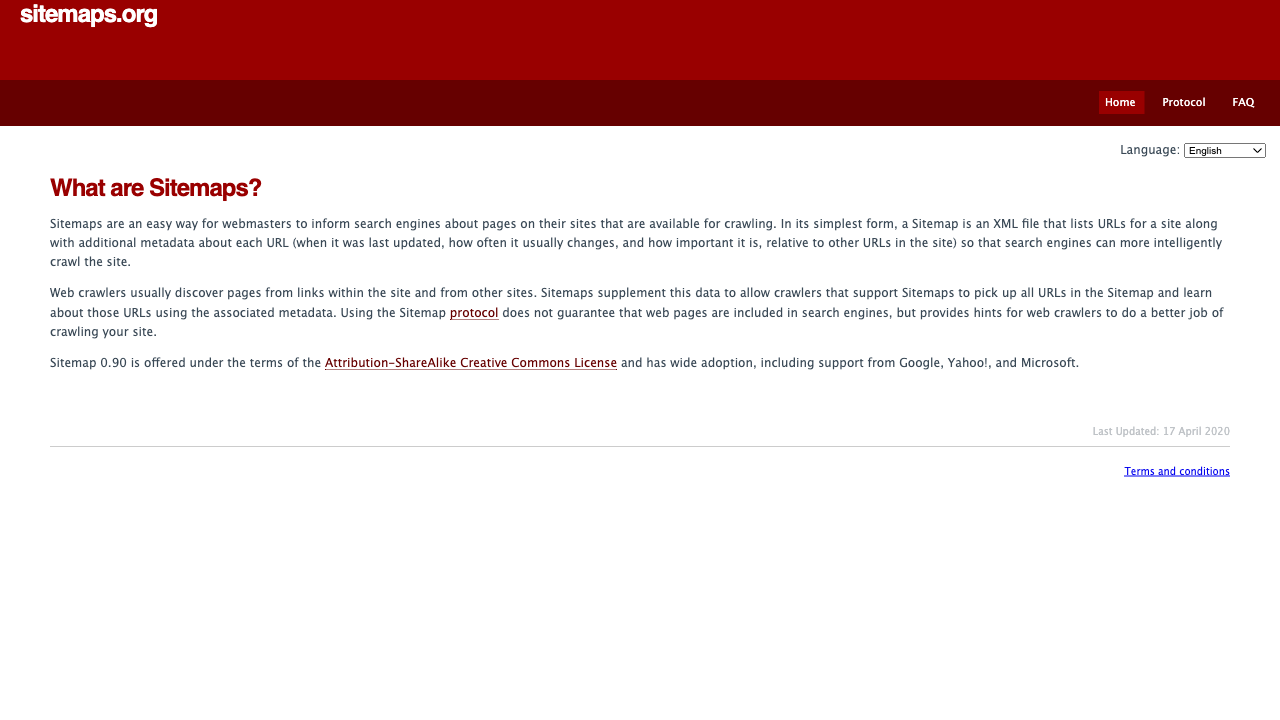 sitemaps.org
Home Protocol FAQ
Language: English
What are Sitemaps?
Sitemaps are an easy way for webmasters to inform search engines about pages on their sites that are available for crawling. In its simplest form, a Sitemap is an XML file that lists URLs for a site along
with additional metadata about each URL (when it was last updated, how often it usually changes, and how important it is, relative to other URLs in the site) so that search engines can more intelligently
crawl the site.
Web crawlers usually discover pages from links within the site and from other sites. Sitemaps supplement this data to allow crawlers that support Sitemaps to pick up all URLs in the Sitemap and learn
about those URLs using the associated metadata. Using the Sitemap protocol does not guarantee that web pages are included in search engines, but provides hints for web crawlers to do a better job of
crawling your site.
Sitemap 0.90 is offered under the terms of the Attribution-ShareAlike Creative Commons License and has wide adoption, including support from Google, Yahoo!, and Microsoft.
Last Updated: 17 April 2020
Terms and conditions